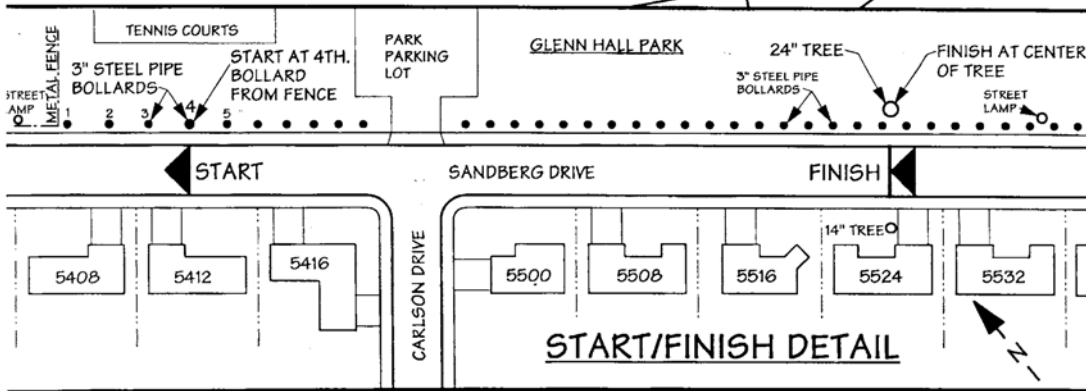 TENNIS COURTS
METAL FENCE
3" STEEL PIPE
BOLLARDS
START AT 4TH.
BOLLARD
FROM FENCE
PARK
PARKING
LOT
GLENN HALL PARK
24" TREE
FINISH AT CENTER
OF TREE
3" STEEL PIPE
BOLLARDS
STREET
LAMP
STREET
AMP
1 2 3 4 5
START
SANDBERG DRIVE
FINISH
14" TREE
5408
5412
5416
CARLSON DRIVE
5500
5508
5516
5524
5532
START/FINISH DETAIL
N